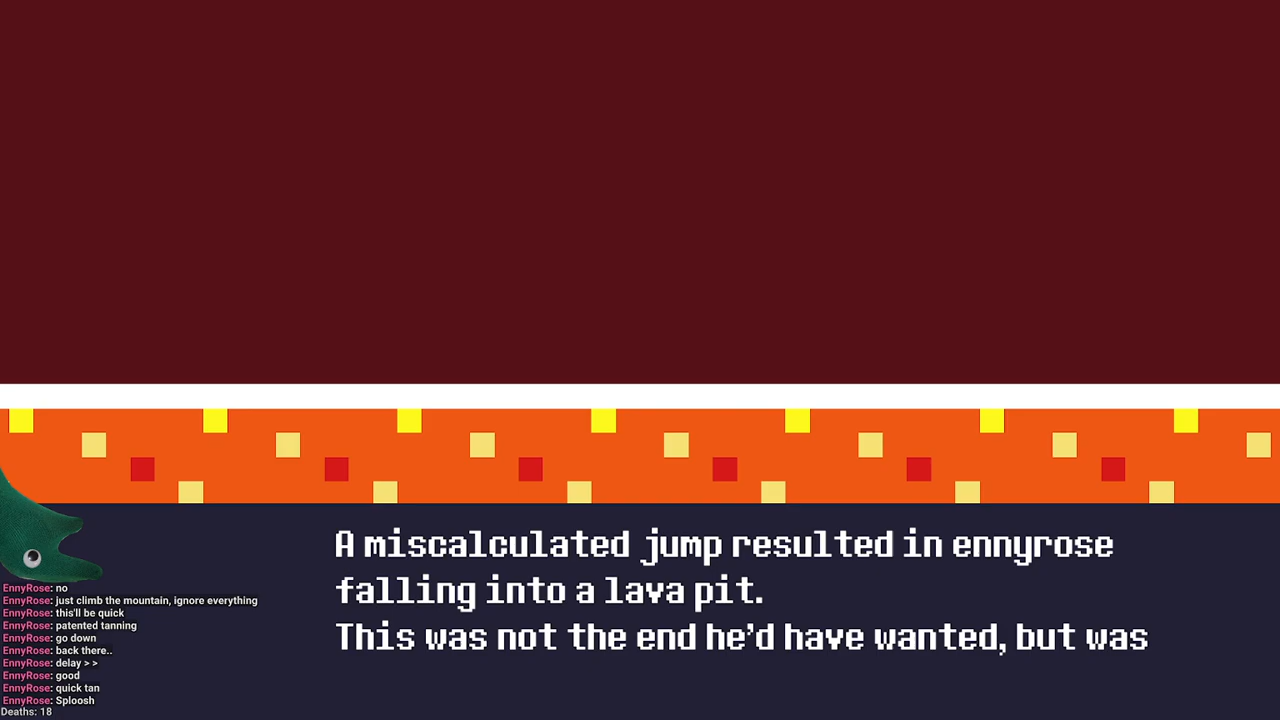 A miscalculated jump resulted in ennyrose
falling into a lava pit.
This was not the end he'd have wanted, but was
EnnyRose: no
EnnyRose: just climb the mountain, ignore everything
EnnyRose: this'll be quick
EnnyRose: patented tanning
EnnyRose: go down
EnnyRose: back there..
EnnyRose: delay > >
EnnyRose: good
EnnyRose: quick tan
EnnyRose: Sploosh
Deaths: 18